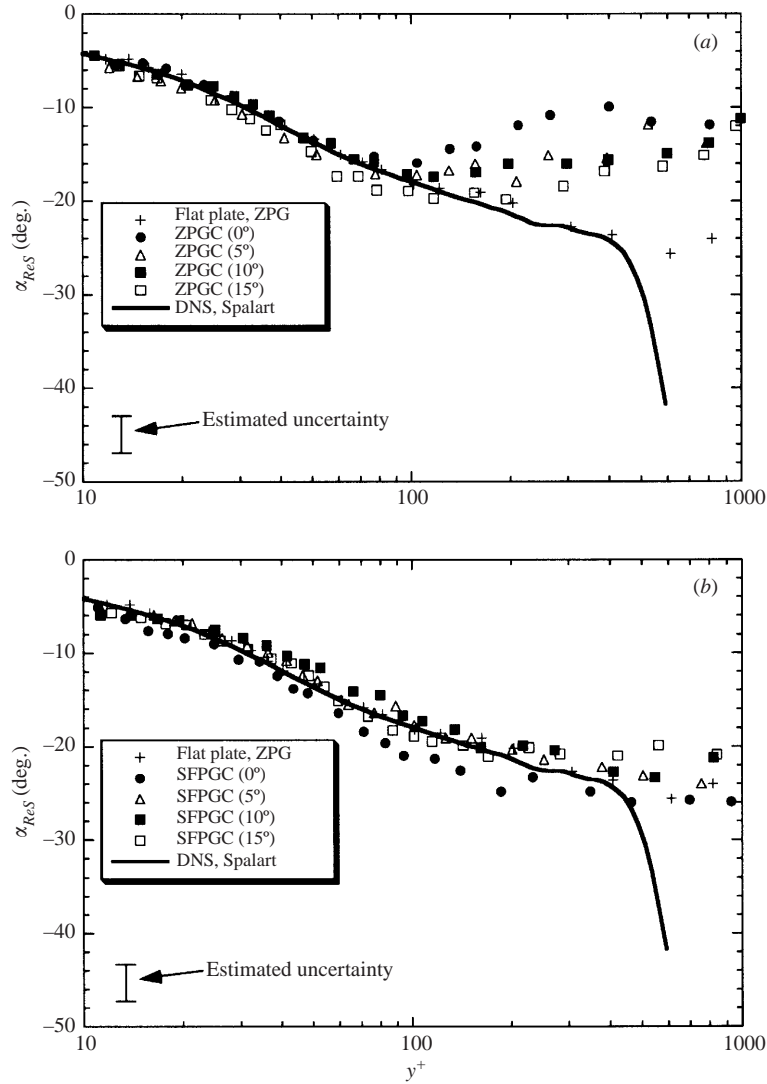 0
(a)
–10
–20
Flat plate, ZPG
ZPGC (0º)
ZPGC (5º)
ZPGC (10º)
ZPGC (15º)
DNS, Spalart
α_ReS (deg.)
–30
–40
Estimated uncertainty
–50
10 100 1000
0
(b)
–10
–20
Flat plate, ZPG
SFPGC (0º)
SFPGC (5º)
SFPGC (10º)
SFPGC (15º)
DNS, Spalart
α_ReS (deg.)
–30
–40
Estimated uncertainty
–50
10 100 1000
y⁺